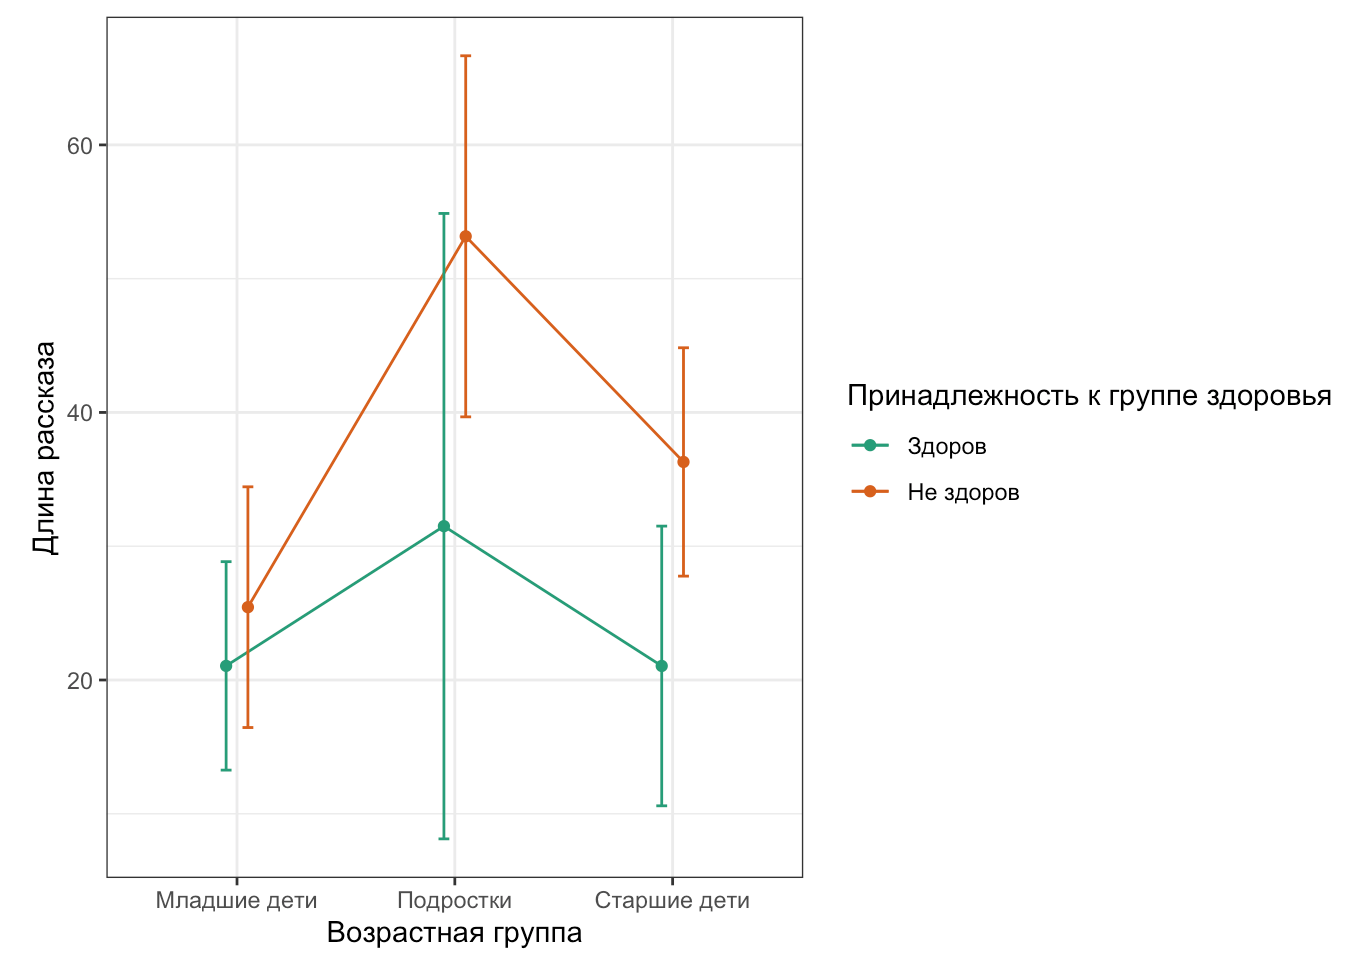 60
40
20
Длина рассказа
Младшие дети
Подростки
Старшие дети
Возрастная группа
Принадлежность к группе здоровья
Здоров
Не здоров